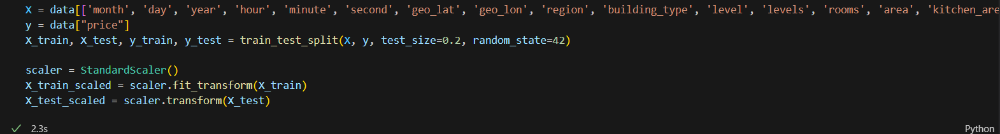 X = data[['month', 'day', 'year', 'hour', 'minute', 'second', 'geo_lat', 'geo_lon', 'region', 'building_type', 'level', 'levels', 'rooms', 'area', 'kitchen_are
y = data["price"]
X_train, X_test, y_train, y_test = train_test_split(X, y, test_size=0.2, random_state=42)
scaler = StandardScaler()
X_train_scaled = scaler.fit_transform(X_train)
X_test_scaled = scaler.transform(X_test)
2.3s
Python